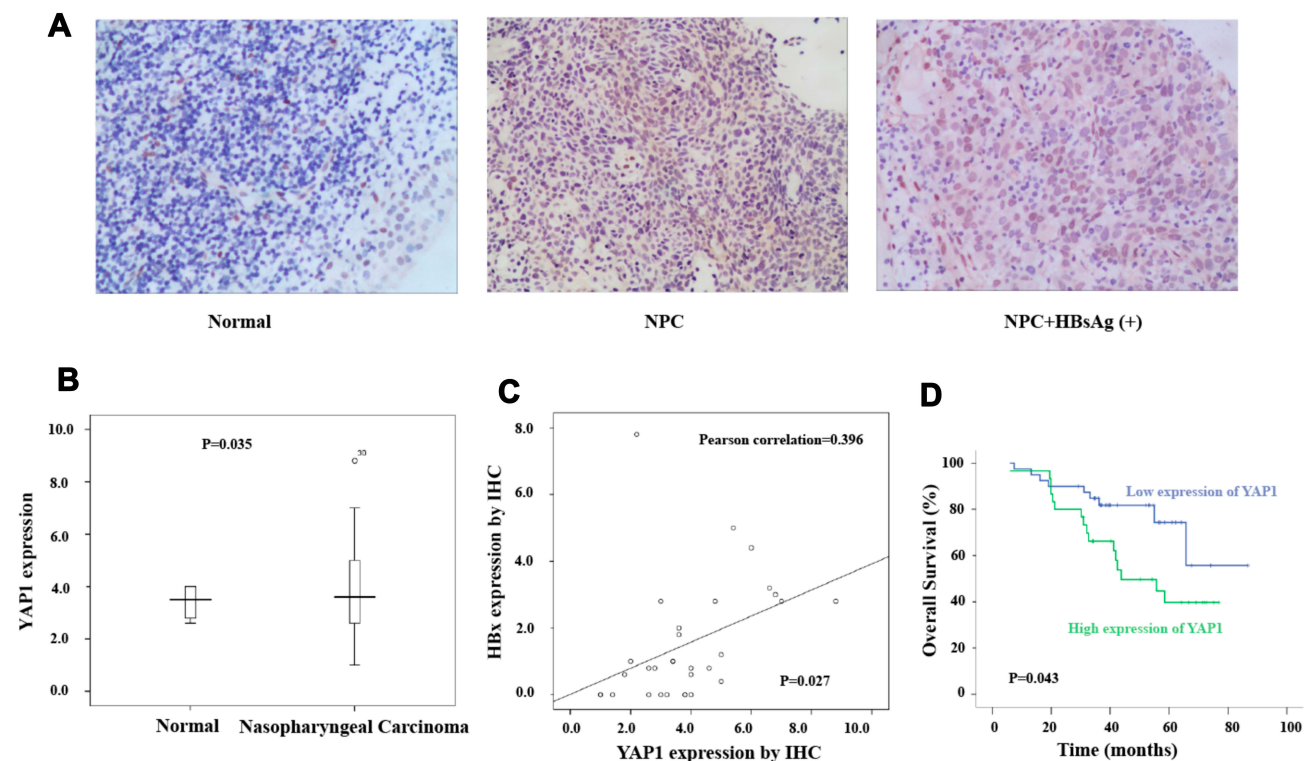 A
Normal
NPC
NPC+HBsAg (+)
B
P=0.035
YAP1 expression
10.0
8.0
6.0
4.0
2.0
0.0
Normal
Nasopharyngeal Carcinoma
C
Pearson correlation=0.396
HBx expression by IHC
8.0
6.0
4.0
2.0
0.0
P=0.027
0.0
2.0
4.0
6.0
8.0
10.0
YAP1 expression by IHC
D
Overall Survival (%)
100
80
60
40
20
0
Low expression of YAP1
High expression of YAP1
P=0.043
0
20
40
60
80
100
Time (months)